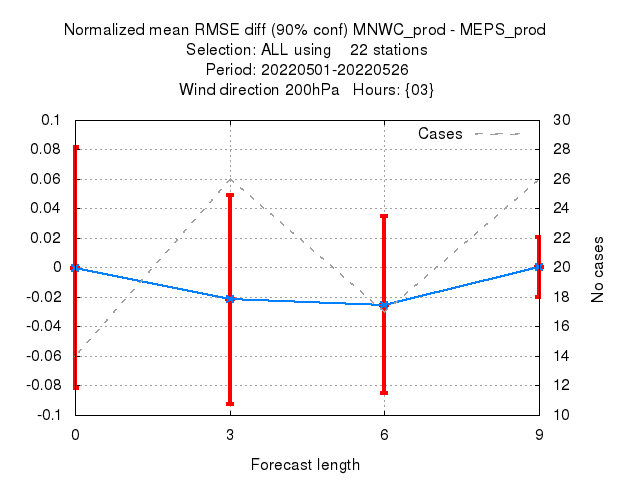 Normalized mean RMSE diff (90% conf) MNWC_prod - MEPS_prod
Selection: ALL using    22 stations
Period: 20220501-20220526
Wind direction 200hPa   Hours: {03}
Cases
0.1
0.08
0.06
0.04
0.02
0
-0.02
-0.04
-0.06
-0.08
-0.1
30
28
26
24
22
20
18
16
14
12
10
No cases
0 3 6 9
Forecast length